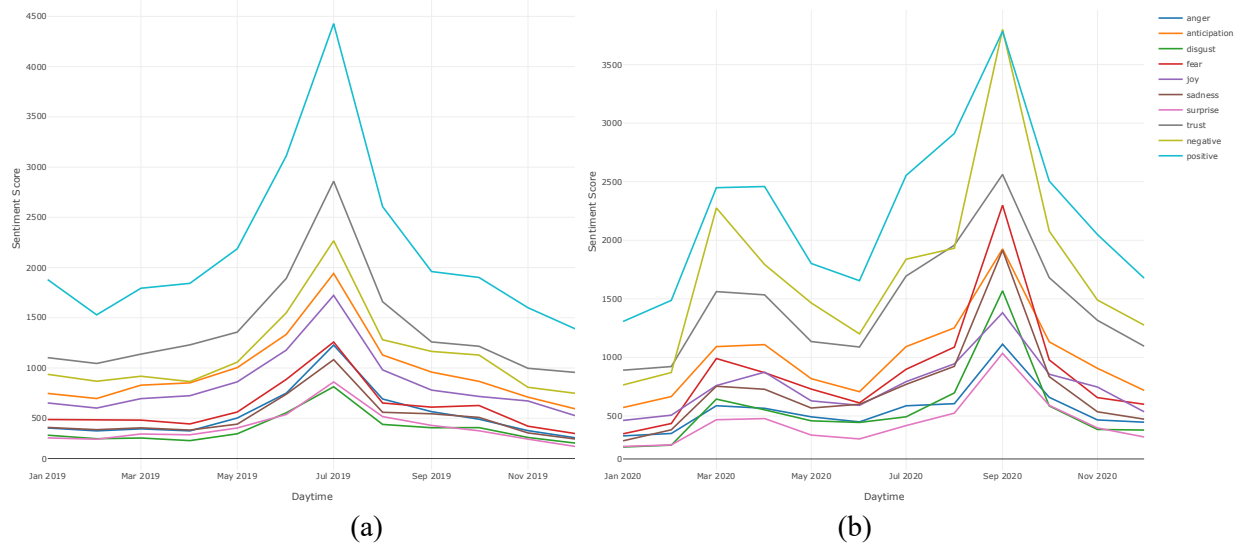 4500
4000
3500
3000
2500
2000
1500
1000
500
0
Sentiment Score
Jan 2019
Mar 2019
May 2019
Jul 2019
Sep 2019
Nov 2019
Daytime
(a)
3500
3000
2500
2000
1500
1000
500
0
Sentiment Score
Jan 2020
Mar 2020
May 2020
Jul 2020
Sep 2020
Nov 2020
Daytime
(b)
anger
anticipation
disgust
fear
joy
sadness
surprise
trust
negative
positive